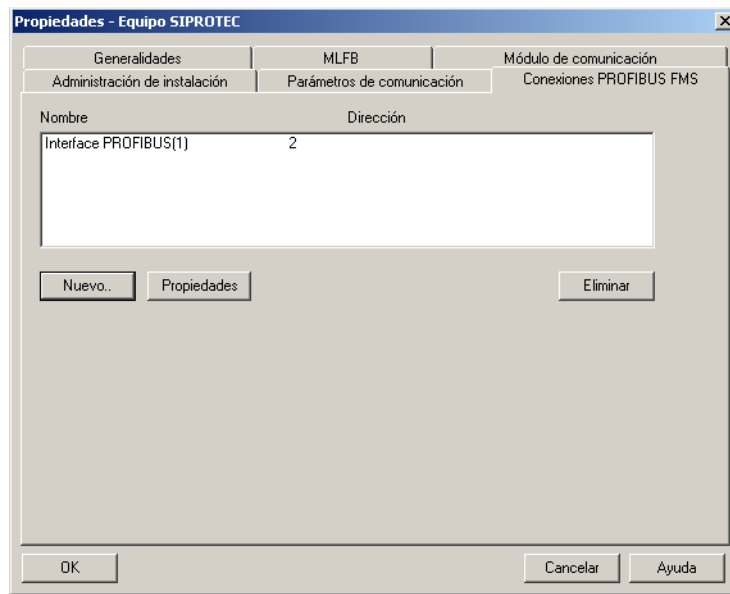 Propiedades - Equipo SIPROTEC
Generalidades MLFB Módulo de comunicación
Administración de instalación Parámetros de comunicación Conexiones PROFIBUS FMS
Nombre Dirección
Interface PROFIBUS(1) 2
Nuevo.. Propiedades Eliminar
OK Cancelar Ayuda